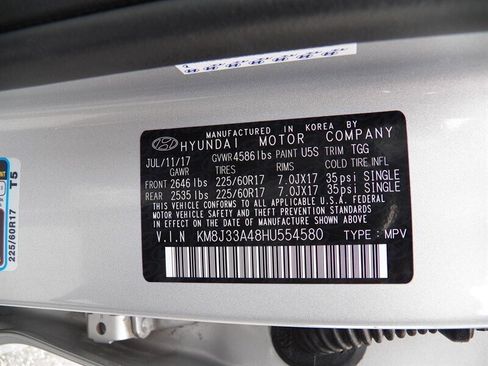 MANUFACTURED IN KOREA BY
HYUNDAI MOTOR COMPANY
JUL/11/17 GVWR4586lbs PAINT U5S TRIM TGG
GAWR TIRES RIMS COLD TIRE INFL
FRONT 2646 lbs 225/60R17 7.0JX17 35psi SINGLE
REAR 2535 lbs 225/60R17 7.0JX17 35psi SINGLE
THIS VEHICLE CONFORMS TO ALL APPLICABLE U.S.A. FEDERAL
MOTOR VEHICLE SAFETY AND THEFT PREVENTION STANDARDS
IN EFFECT ON THE DATE OF MANUFACTURE SHOWN ABOVE.
V.I.N KM8J33A48HU554580 TYPE:MPV
225/60R17 T5